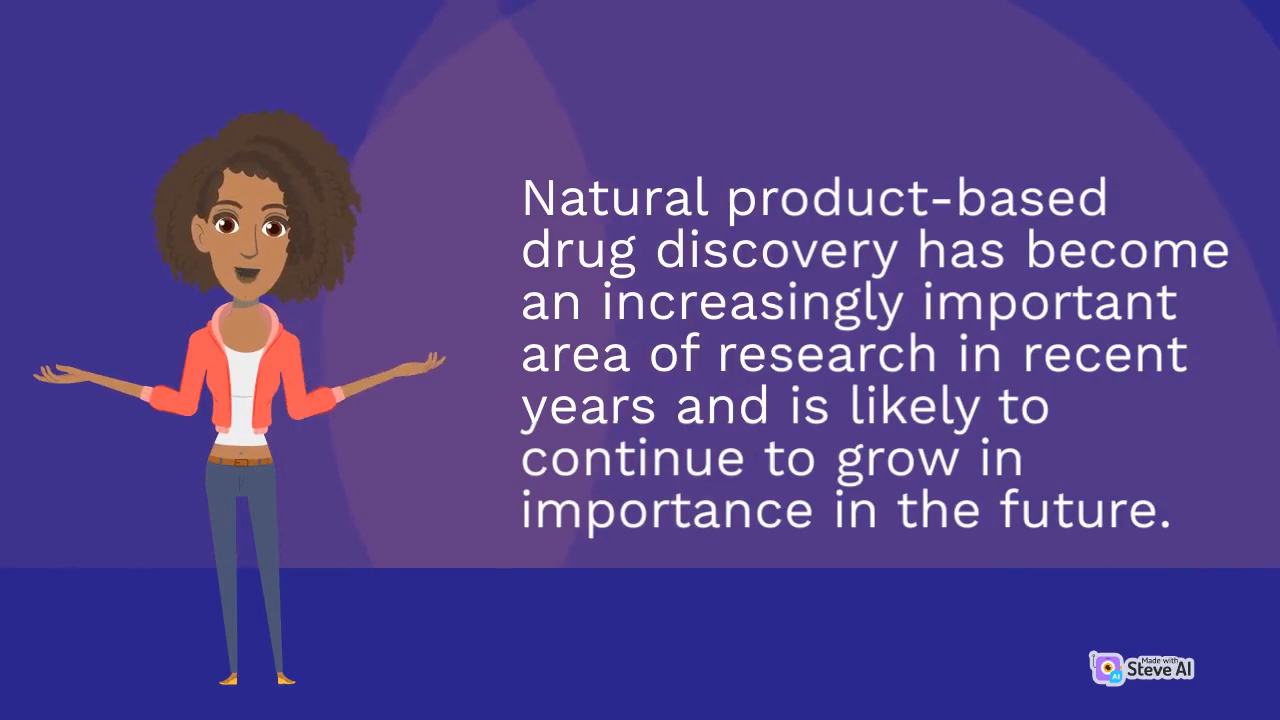 Natural product-based
drug discovery has become
an increasingly important
area of research in recent
years and is likely to
continue to grow in
importance in the future.
Made with
Steve AI
AI